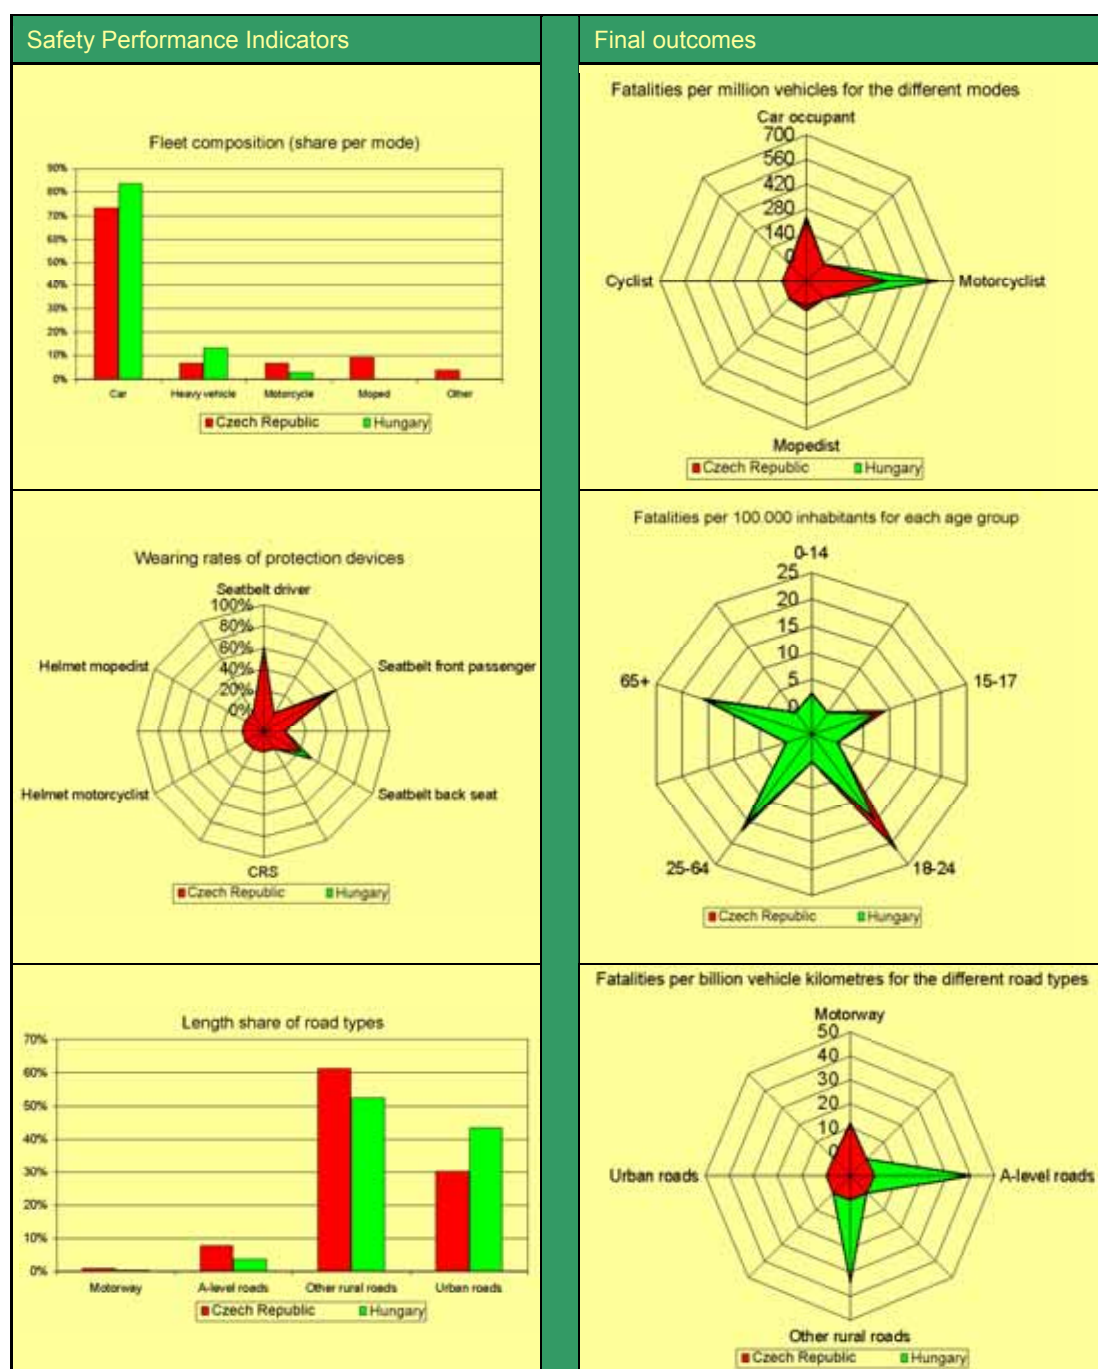 Safety Performance Indicators
Final outcomes
Fleet composition (share per mode)
90%
80%
70%
60%
50%
40%
30%
20%
10%
0%
Car Heavy vehicle Motorcycle Moped Other
Czech Republic Hungary
Fatalities per million vehicles for the different modes
Car occupant
700
560
420
280
140
0
Cyclist Motorcyclist
Mopedist
Czech Republic Hungary
Wearing rates of protection devices
Seatbelt driver
100%
80%
60%
40%
20%
0%
Helmet mopedist Seatbelt front passenger
Helmet motorcyclist Seatbelt back seat
CRS
Czech Republic Hungary
Fatalities per 100.000 inhabitants for each age group
0-14
25
20
15
10
5
0
65+ 15-17
25-64 18-24
Czech Republic Hungary
Length share of road types
70%
60%
50%
40%
30%
20%
10%
0%
Motorway A-level roads Other rural roads Urban roads
Czech Republic Hungary
Fatalities per billion vehicle kilometres for the different road types
Motorway
50
40
30
20
10
0
Urban roads A-level roads
Other rural roads
Czech Republic Hungary